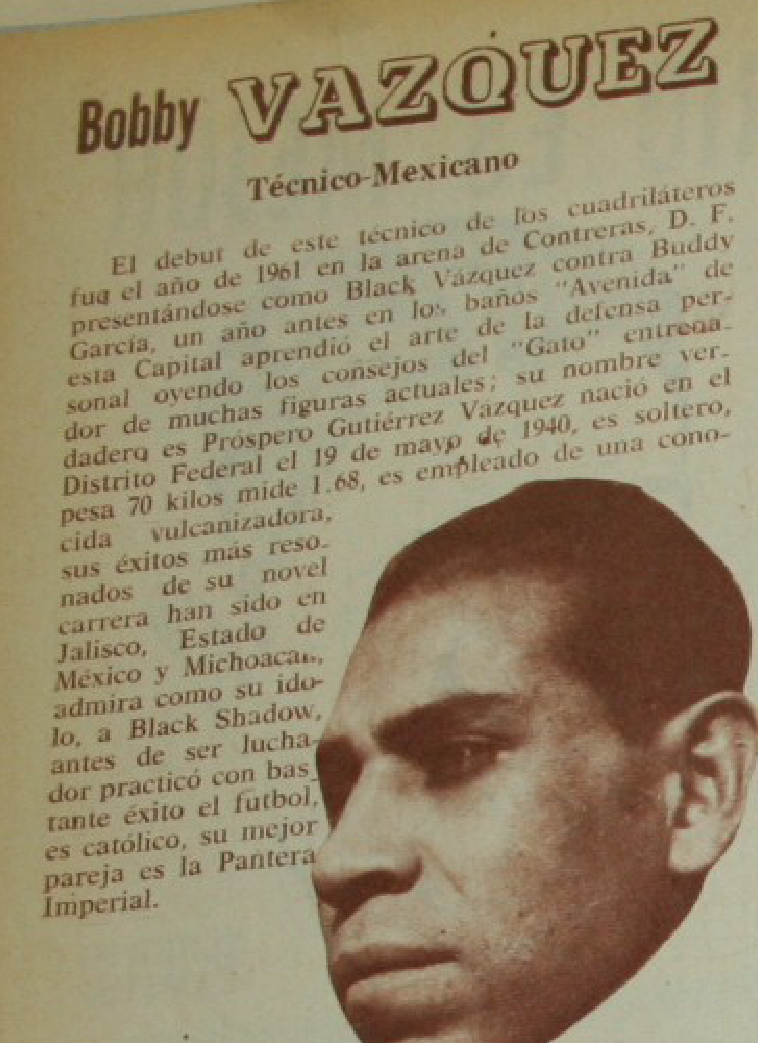 Bobby VAZQUEZ
Técnico-Mexicano
El debut de este técnico de los cuadriláteros
fue el año de 1961 en la arena de Contreras, D. F.
presentándose como Black Vázquez contra Buddy
García, un año antes en los baños "Avenida" de
esta Capital aprendió el arte de la defensa per-
sonal oyendo los consejos del "Gato" entrena-
dor de muchas figuras actuales; su nombre ver-
dadero es Próspero Gutiérrez Vázquez nació en el
Distrito Federal el 19 de mayo de 1940, es soltero,
pesa 70 kilos mide 1.68, es empleado de una cono-
cida vulcanizadora,
sus éxitos más reso-
nados de su novel
carrera han sido en
Jalisco, Estado de
México y Michoacán,
admira como su ído-
lo, a Black Shadow,
antes de ser lucha-
dor practicó con bas-
tante éxito el futbol,
es católico, su mejor
pareja es la Pantera
Imperial.